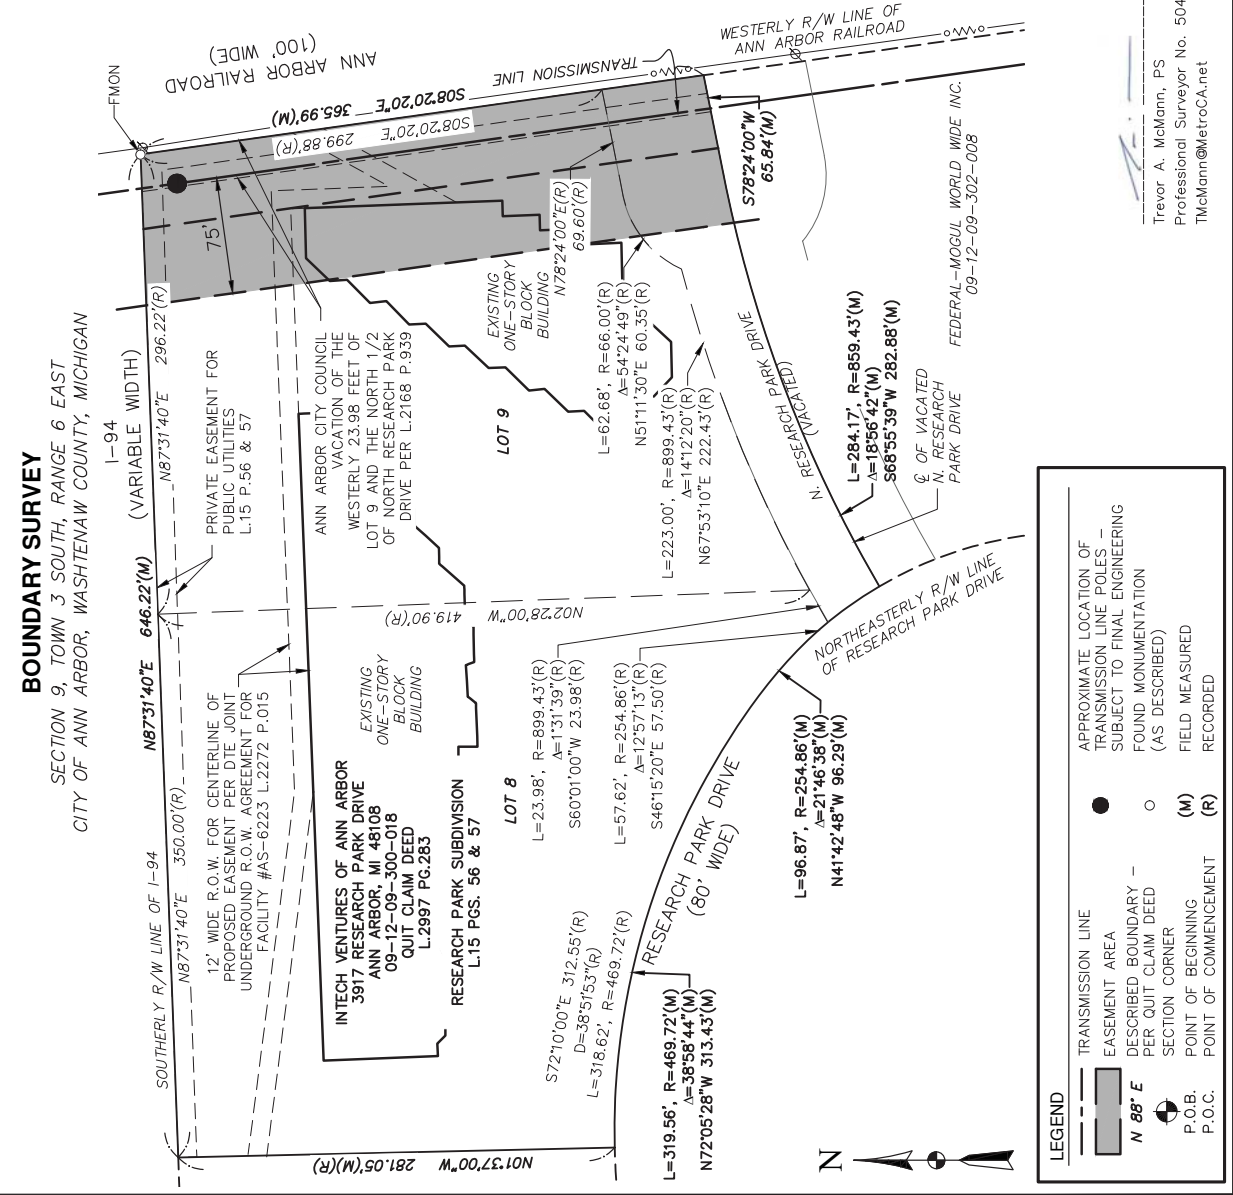 BOUNDARY SURVEY
SECTION 9, TOWN 3 SOUTH, RANGE 6 EAST
CITY OF ANN ARBOR, WASHTENAW COUNTY, MICHIGAN
I-94
(VARIABLE WIDTH)
SOUTHERLY R/W LINE OF I-94
N87°31'40"E 646.22'(M)
N87°31'40"E 350.00'(R)
N87°31'40"E 296.22'(R)
PRIVATE EASEMENT FOR
PUBLIC UTILITIES
L.15 P.56 & 57
12' WIDE R.O.W. FOR CENTERLINE OF
PROPOSED EASEMENT PER DTE JOINT
UNDERGROUND R.O.W. AGREEMENT FOR
FACILITY #AS-6223 L.2272 P.015
75'
FMON
ANN ARBOR RAILROAD
(100' WIDE)
S08°20'20"E 365.99'(M)
S08°20'20"E
299.88'(R)
TRANSMISSION LINE
WESTERLY R/W LINE OF
ANN ARBOR RAILROAD
ANN ARBOR CITY COUNCIL
VACATION OF THE
WESTERLY 23.98 FEET OF
LOT 9 AND THE NORTH 1/2
OF NORTH RESEARCH PARK
DRIVE PER L.2168 P.939
EXISTING
ONE-STORY
BLOCK
BUILDING
N78°24'00"E(R)
69.60'(R)
S78°24'00"W
65.84'(M)
LOT 9
L=62.68', R=66.00'(R)
Δ=54°24'49"(R)
N51°11'30"E 60.35'(R)
L=223.00', R=899.43'(R)
Δ=14°12'20"(R)
N67°53'10"E 222.43'(R)
N. RESEARCH PARK DRIVE
(VACATED)
L=284.17', R=859.43'(M)
Δ=18°56'42"(M)
S68°55'39"W 282.88'(M)
℄ OF VACATED
N. RESEARCH
PARK DRIVE
FEDERAL-MOGUL WORLD WIDE INC.
09-12-09-302-008
N02°28'00"W 419.90'(R)
EXISTING
ONE-STORY
BLOCK
BUILDING
INTECH VENTURES OF ANN ARBOR
3917 RESEARCH PARK DRIVE
ANN ARBOR, MI 48108
09-12-09-300-018
QUIT CLAIM DEED
L.2997 PG.283
RESEARCH PARK SUBDIVISION
L.15 PGS. 56 & 57
LOT 8
L=23.98', R=899.43'(R)
Δ=1°31'39"(R)
S60°01'00"W 23.98'(R)
L=57.62', R=254.86'(R)
Δ=12°57'13"(R)
S46°15'20"E 57.50'(R)
NORTHEASTERLY R/W LINE
OF RESEARCH PARK DRIVE
L=96.87', R=254.86'(M)
Δ=21°46'38"(M)
N41°42'48"W 96.29'(M)
RESEARCH PARK DRIVE
(80' WIDE)
S72°10'00"E 312.55'(R)
D=38°51'53"(R)
L=318.62', R=469.72'(R)
L=319.56', R=469.72'(M)
Δ=38°58'44"(M)
N72°05'28"W 313.43'(M)
N01°37'00"W 281.05'(M)(R)
N
LEGEND
TRANSMISSION LINE
EASEMENT AREA
N 88° E DESCRIBED BOUNDARY –
PER QUIT CLAIM DEED
SECTION CORNER
P.O.B. POINT OF BEGINNING
P.O.C. POINT OF COMMENCEMENT
APPROXIMATE LOCATION OF
TRANSMISSION LINE POLES –
SUBJECT TO FINAL ENGINEERING
FOUND MONUMENTATION
(AS DESCRIBED)
(M) FIELD MEASURED
(R) RECORDED
Trevor A. McMann, PS
Professional Surveyor No. 504
TMcMann@MetroCA.net